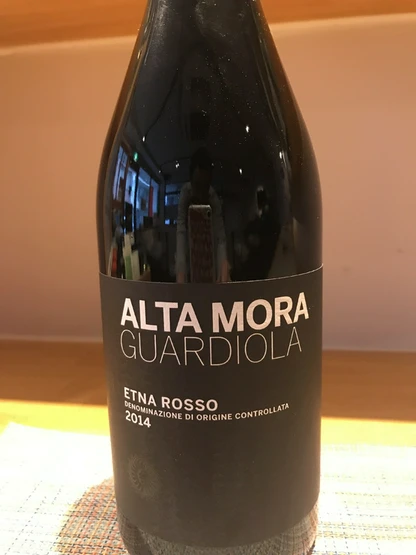 ALTA MORA
GUARDIOLA
ETNA ROSSO
DENOMINAZIONE DI ORIGINE CONTROLLATA
2014